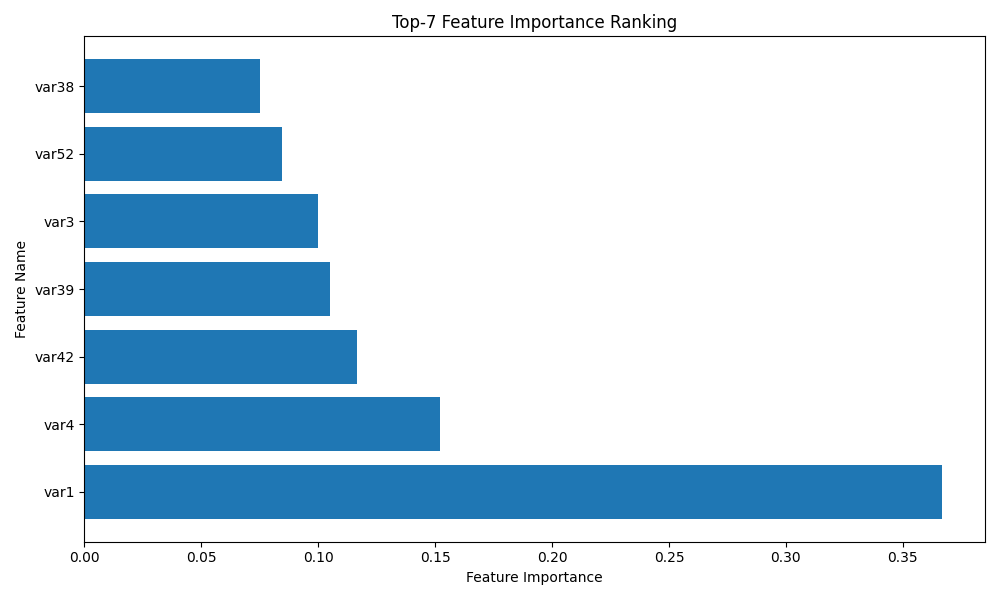 Top-7 Feature Importance Ranking
Feature Name
var38
var52
var3
var39
var42
var4
var1
0.00 0.05 0.10 0.15 0.20 0.25 0.30 0.35
Feature Importance